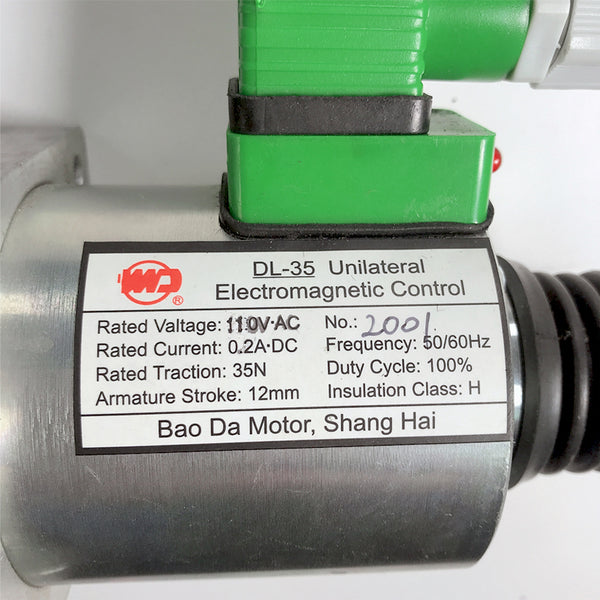 DL-35 Unilateral
Electromagnetic Control
®
Rated Valtage: 110V·AC No.: 2001
Rated Current: 0.2A·DC Frequency: 50/60Hz
Rated Traction: 35N Duty Cycle: 100%
Armature Stroke: 12mm Insulation Class: H
Bao Da Motor, Shang Hai